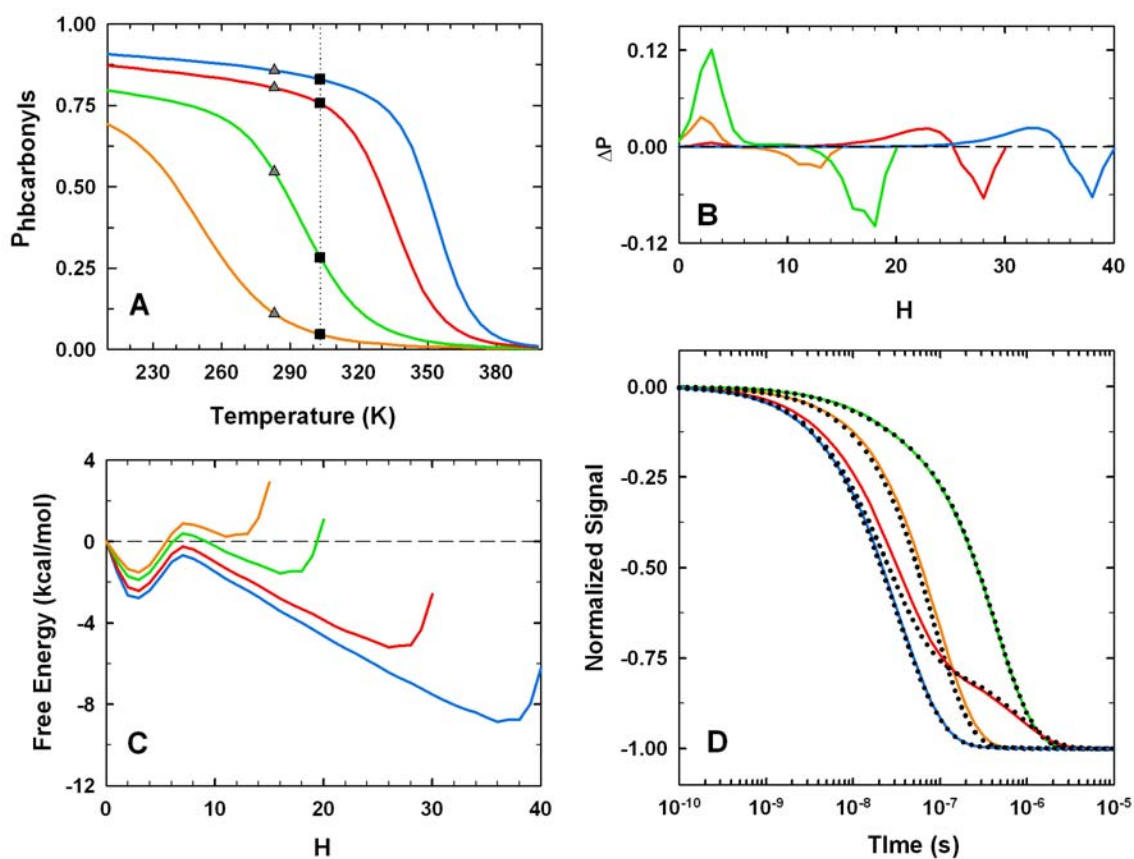 1.00
0.75
0.50
0.25
0.00
Phbcarbonyls
A
230 260 290 320 350 380
Temperature (K)
0.12
0.00
-0.12
ΔP
B
0 10 20 30 40
H
4
0
-4
-8
-12
Free Energy (kcal/mol)
C
0 10 20 30 40
H
0.00
-0.25
-0.50
-0.75
-1.00
Normalized Signal
D
10-10 10-9 10-8 10-7 10-6 10-5
TIme (s)